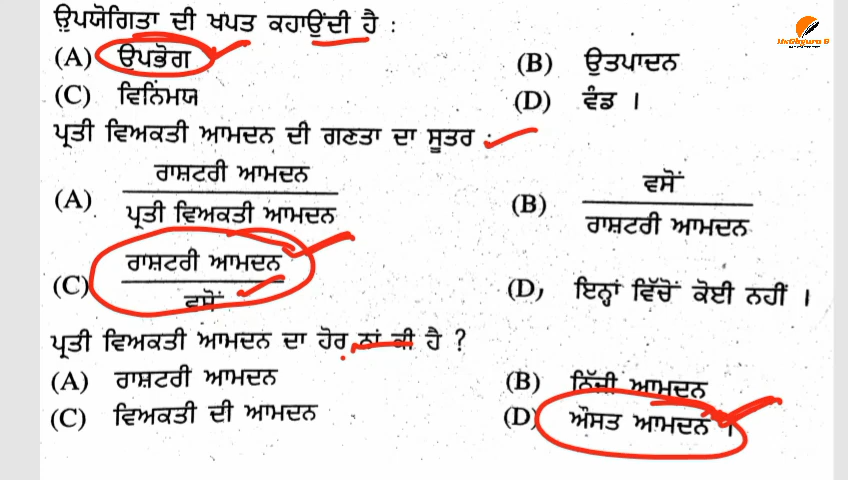 ਉਪਯੋਗਿਤਾ ਦੀ ਖਪਤ ਕਹਾਉਂਦੀ ਹੈ :
(A) ਉਪਭੋਗ (B) ਉਤਪਾਦਨ
(C) ਵਿਨਿਮਯ (D) ਵੰਡ ।
ਪ੍ਰਤੀ ਵਿਅਕਤੀ ਆਮਦਨ ਦੀ ਗਣਤਾ ਦਾ ਸੂਤਰ :
(A) ਰਾਸ਼ਟਰੀ ਆਮਦਨ
ਪ੍ਰਤੀ ਵਿਅਕਤੀ ਆਮਦਨ
(B) ਵਸੋਂ
ਰਾਸ਼ਟਰੀ ਆਮਦਨ
(C) ਰਾਸ਼ਟਰੀ ਆਮਦਨ
ਵਸੋਂ
(D) ਇਨ੍ਹਾਂ ਵਿੱਚੋਂ ਕੋਈ ਨਹੀਂ ।
ਪ੍ਰਤੀ ਵਿਅਕਤੀ ਆਮਦਨ ਦਾ ਹੋਰ ਨਾਂ ਕੀ ਹੈ ?
(A) ਰਾਸ਼ਟਰੀ ਆਮਦਨ (B) ਨਿੱਜੀ ਆਮਦਨ
(C) ਵਿਅਕਤੀ ਦੀ ਆਮਦਨ (D) ਔਸਤ ਆਮਦਨ ।